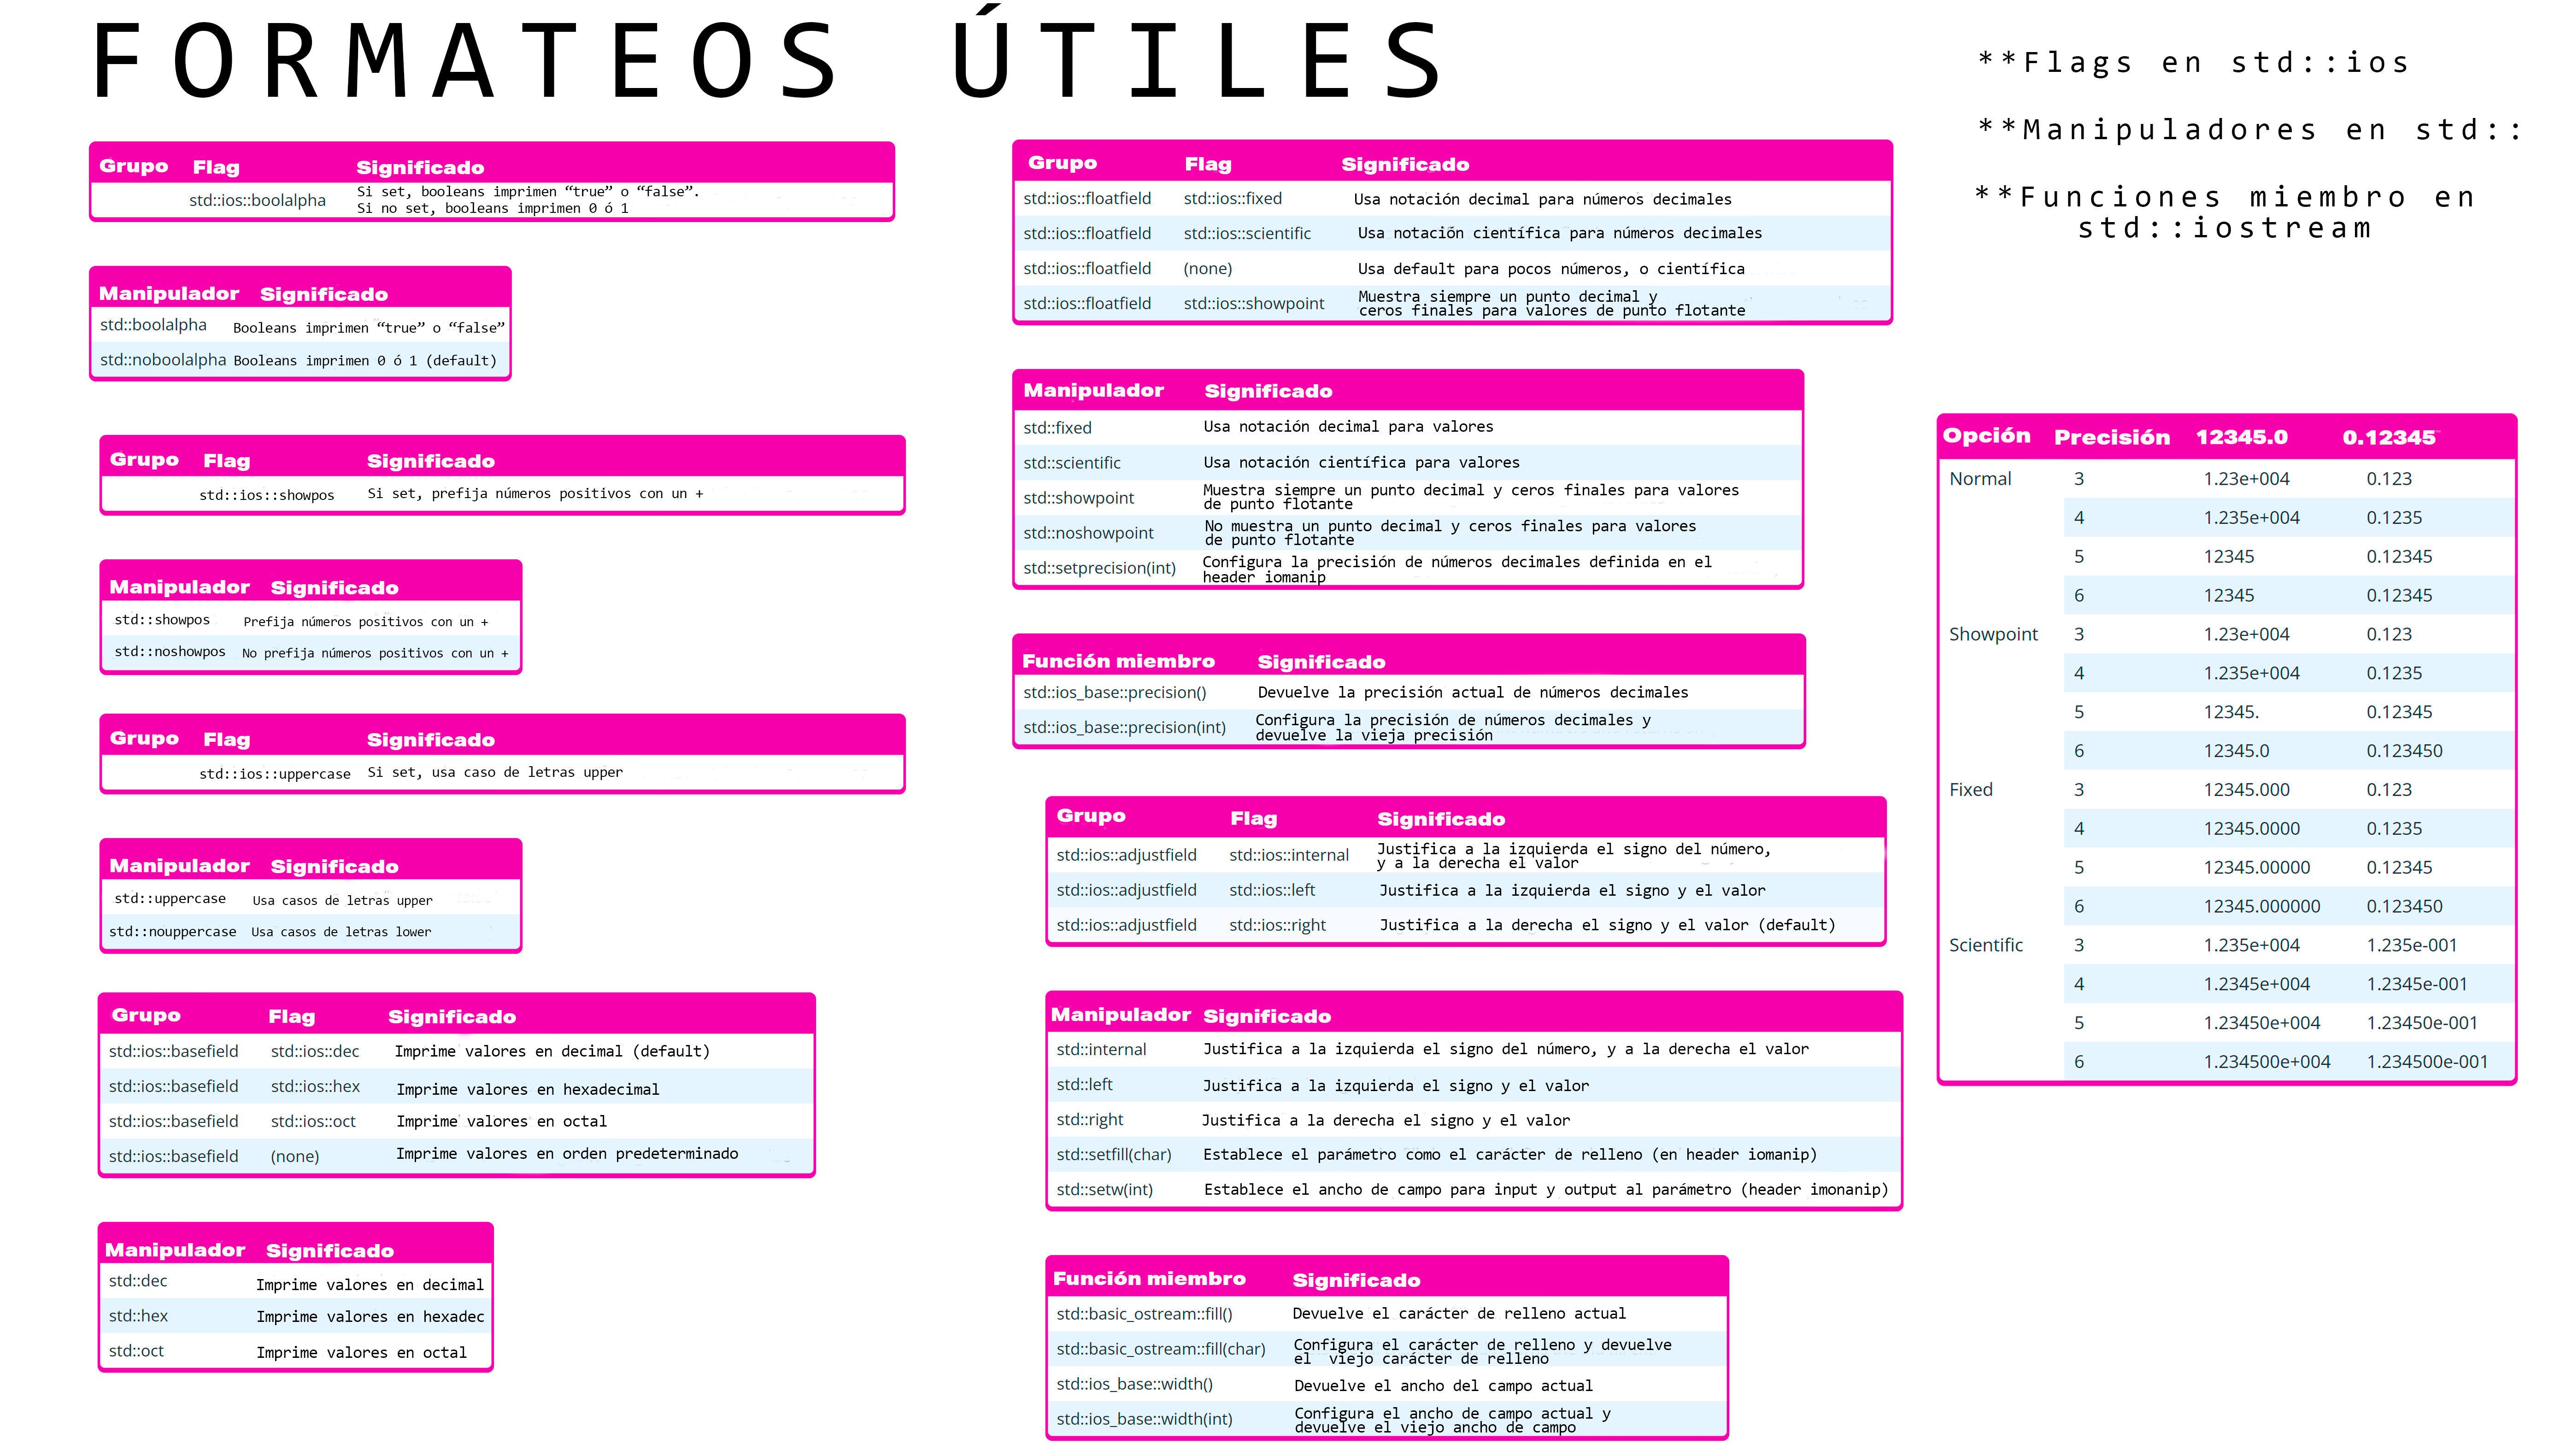 FORMATEOS ÚTILES
**Flags en std::ios
**Manipuladores en std::
**Funciones miembro en
std::iostream
Grupo Flag Significado
std::ios::boolalpha Si set, booleans imprimen “true” o “false”.
Si no set, booleans imprimen 0 ó 1
Manipulador Significado
std::boolalpha Booleans imprimen “true” o “false”
std::noboolalpha Booleans imprimen 0 ó 1 (default)
Grupo Flag Significado
std::ios::showpos Si set, prefija números positivos con un +
Manipulador Significado
std::showpos Prefija números positivos con un +
std::noshowpos No prefija números positivos con un +
Grupo Flag Significado
std::ios::uppercase Si set, usa caso de letras upper
Manipulador Significado
std::uppercase Usa casos de letras upper
std::nouppercase Usa casos de letras lower
Grupo Flag Significado
std::ios::basefield std::ios::dec Imprime valores en decimal (default)
std::ios::basefield std::ios::hex Imprime valores en hexadecimal
std::ios::basefield std::ios::oct Imprime valores en octal
std::ios::basefield (none) Imprime valores en orden predeterminado
Manipulador Significado
std::dec Imprime valores en decimal
std::hex Imprime valores en hexadec
std::oct Imprime valores en octal
Grupo Flag Significado
std::ios::floatfield std::ios::fixed Usa notación decimal para números decimales
std::ios::floatfield std::ios::scientific Usa notación científica para números decimales
std::ios::floatfield (none) Usa default para pocos números, o científica
std::ios::floatfield std::ios::showpoint Muestra siempre un punto decimal y
ceros finales para valores de punto flotante
Manipulador Significado
std::fixed Usa notación decimal para valores
std::scientific Usa notación científica para valores
std::showpoint Muestra siempre un punto decimal y ceros finales para valores
de punto flotante
std::noshowpoint No muestra un punto decimal y ceros finales para valores
de punto flotante
std::setprecision(int) Configura la precisión de números decimales definida en el
header iomanip
Función miembro Significado
std::ios_base::precision() Devuelve la precisión actual de números decimales
std::ios_base::precision(int) Configura la precisión de números decimales y
devuelve la vieja precisión
Grupo Flag Significado
std::ios::adjustfield std::ios::internal Justifica a la izquierda el signo del número,
y a la derecha el valor
std::ios::adjustfield std::ios::left Justifica a la izquierda el signo y el valor
std::ios::adjustfield std::ios::right Justifica a la derecha el signo y el valor (default)
Manipulador Significado
std::internal Justifica a la izquierda el signo del número, y a la derecha el valor
std::left Justifica a la izquierda el signo y el valor
std::right Justifica a la derecha el signo y el valor
std::setfill(char) Establece el parámetro como el carácter de relleno (en header iomanip)
std::setw(int) Establece el ancho de campo para input y output al parámetro (header imonanip)
Función miembro Significado
std::basic_ostream::fill() Devuelve el carácter de relleno actual
std::basic_ostream::fill(char) Configura el carácter de relleno y devuelve
el viejo carácter de relleno
std::ios_base::width() Devuelve el ancho del campo actual
std::ios_base::width(int) Configura el ancho de campo actual y
devuelve el viejo ancho de campo
Opción Precisión 12345.0 0.12345
Normal 3 1.23e+004 0.123
4 1.235e+004 0.1235
5 12345 0.12345
6 12345 0.12345
Showpoint 3 1.23e+004 0.123
4 1.235e+004 0.1235
5 12345. 0.12345
6 12345.0 0.123450
Fixed 3 12345.000 0.123
4 12345.0000 0.1235
5 12345.00000 0.12345
6 12345.000000 0.123450
Scientific 3 1.235e+004 1.235e-001
4 1.2345e+004 1.2345e-001
5 1.23450e+004 1.23450e-001
6 1.234500e+004 1.234500e-001